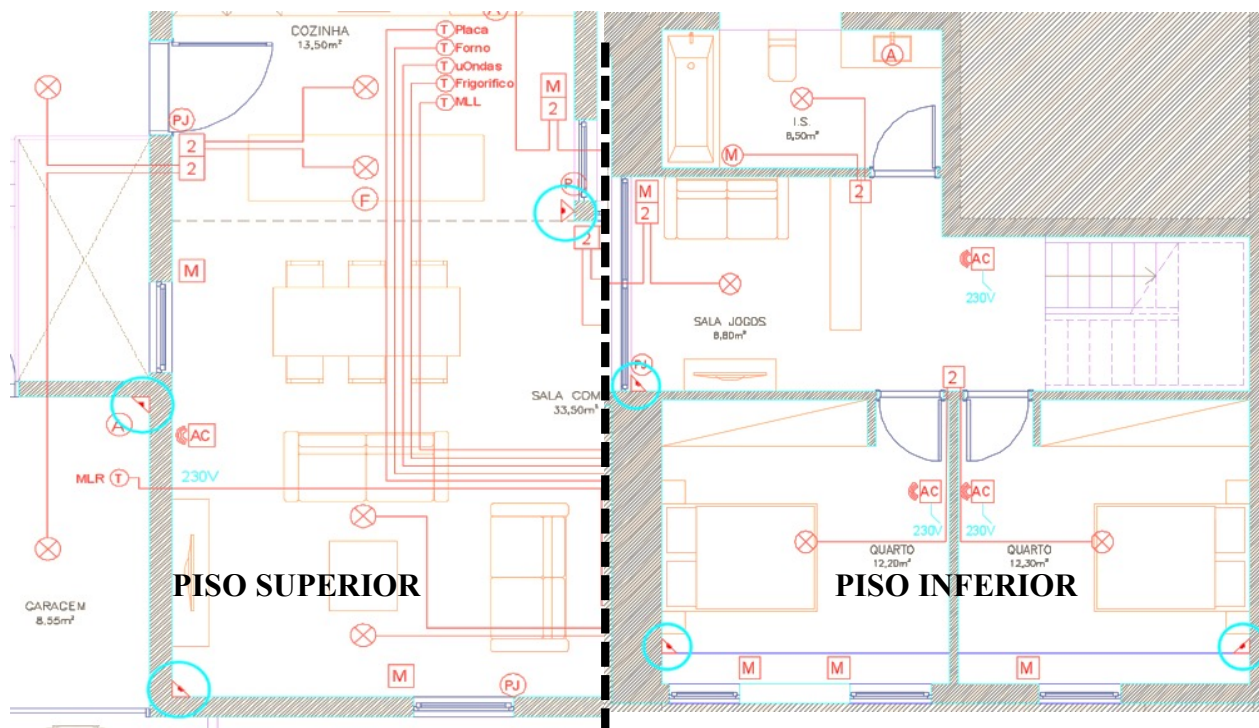 COZINHA
13,50m²
T Placa
T Forno
T uOndas
T Frigorifico
T MLL
M
2
PJ
2
2
F
PJ
2
M
SALA COM
33,50m²
A
AC
230V
MLR T
PISO SUPERIOR
GARAGEM
8,55m²
M
PJ
A
I.S.
8,50m²
M
M
2
2
AC
230V
SALA JOGOS
8,80m²
PJ
2
AC
230V
AC
230V
QUARTO
12,20m²
QUARTO
12,30m²
PISO INFERIOR
M
M
M